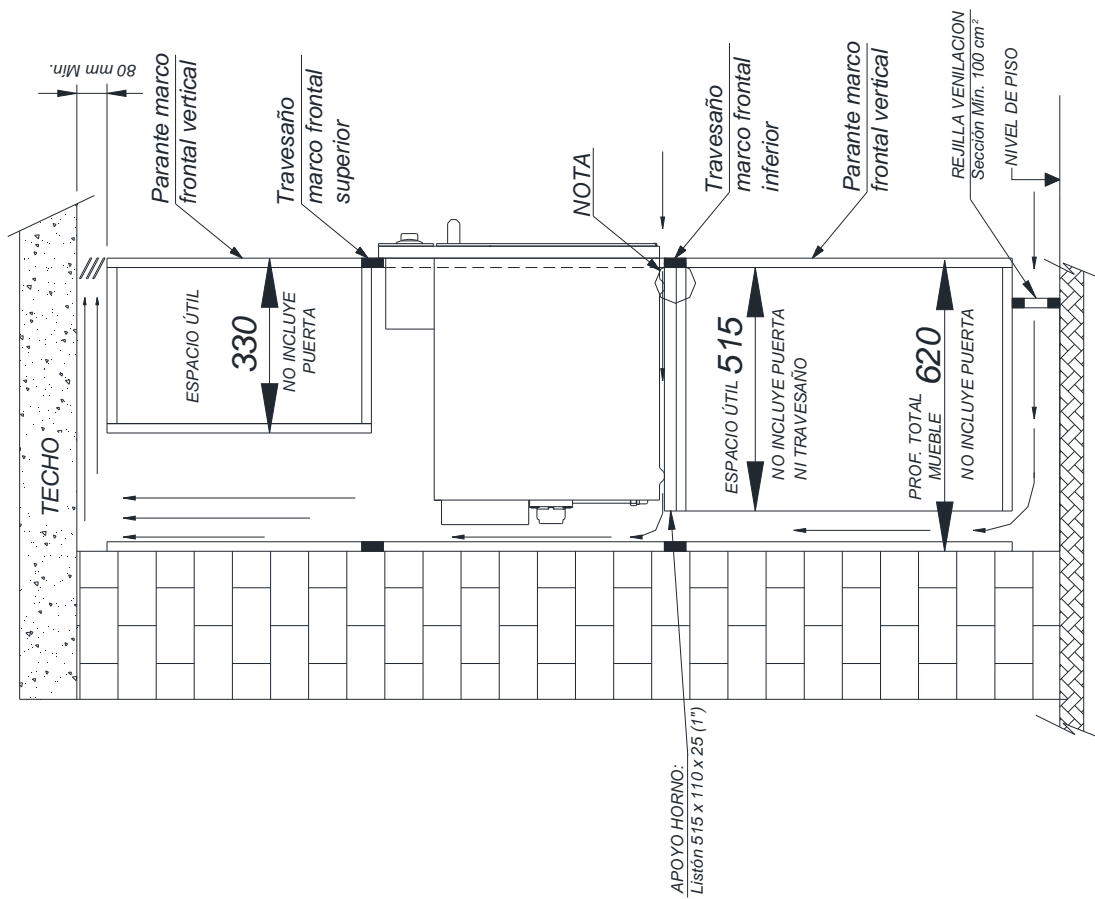 80 mm Mín.
TECHO
Parante marco
frontal vertical
ESPACIO ÚTIL
330
NO INCLUYE
PUERTA
Travesaño
marco frontal
superior
NOTA
Travesaño
marco frontal
inferior
ESPACIO ÚTIL 515
NO INCLUYE PUERTA
NI TRAVESAÑO
Parante marco
frontal vertical
PROF. TOTAL
MUEBLE 620
NO INCLUYE PUERTA
REJILLA VENILACION
Sección Mín. 100 cm²
NIVEL DE PISO
APOYO HORNO:
Listón 515 x 110 x 25 (1")